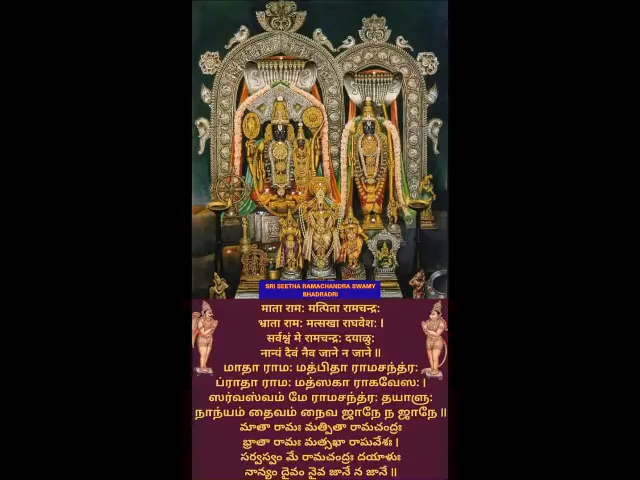 SRI SEETHA RAMACHANDRA SWAMY
BHADRADRI
माता राम: मत्पिता रामचन्द्र:
भ्राता राम: मत्सखा राघवेश: ।
सर्वश्वं मे रामचन्द्र: दयाळु:
नान्यं दैवं नैव जाने न जाने ॥
மாதா ராம: மத்பிதா ராமசந்த்ர:
ப்ராதா ராம: மத்ஸகா ராகவேஸ: |
ஸர்வஸ்வம் மே ராமசந்த்ர: தயாளு:
நாந்யம் தைவம் நைவ ஜாநே ந ஜாநே ॥
మాతా రామః మత్పితా రామచంద్రః
భ్రాతా రామః మత్సఖా రాఘవేశః |
సర్వస్వం మే రామచంద్రః దయాళుః
నాన్యం దైవం నైవ జానే న జానే ॥